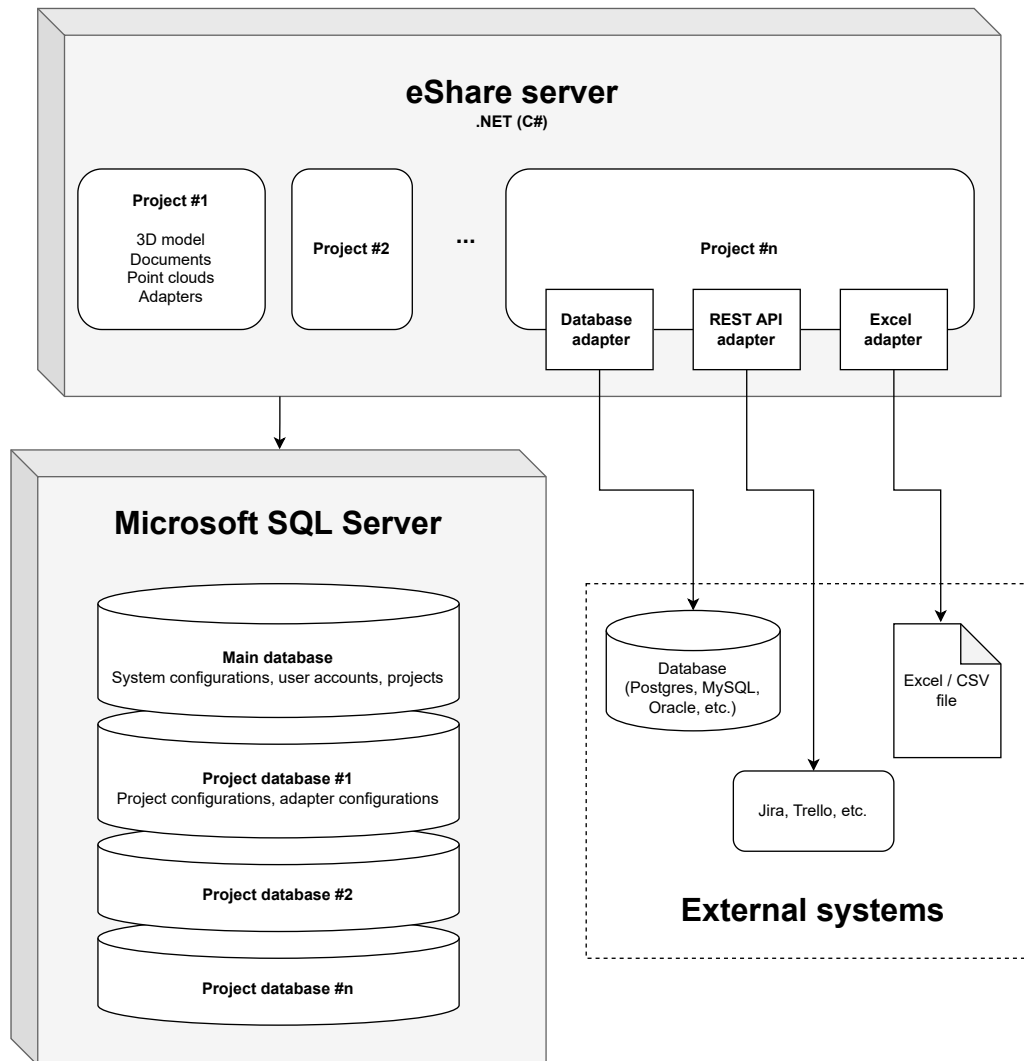 eShare server
.NET (C#)
Project #1
3D model
Documents
Point clouds
Adapters
Project #2
...
Project #n
Database
adapter
REST API
adapter
Excel
adapter
Microsoft SQL Server
Main database
System configurations, user accounts, projects
Project database #1
Project configurations, adapter configurations
Project database #2
Project database #n
Database
(Postgres, MySQL,
Oracle, etc.)
Excel / CSV
file
Jira, Trello, etc.
External systems